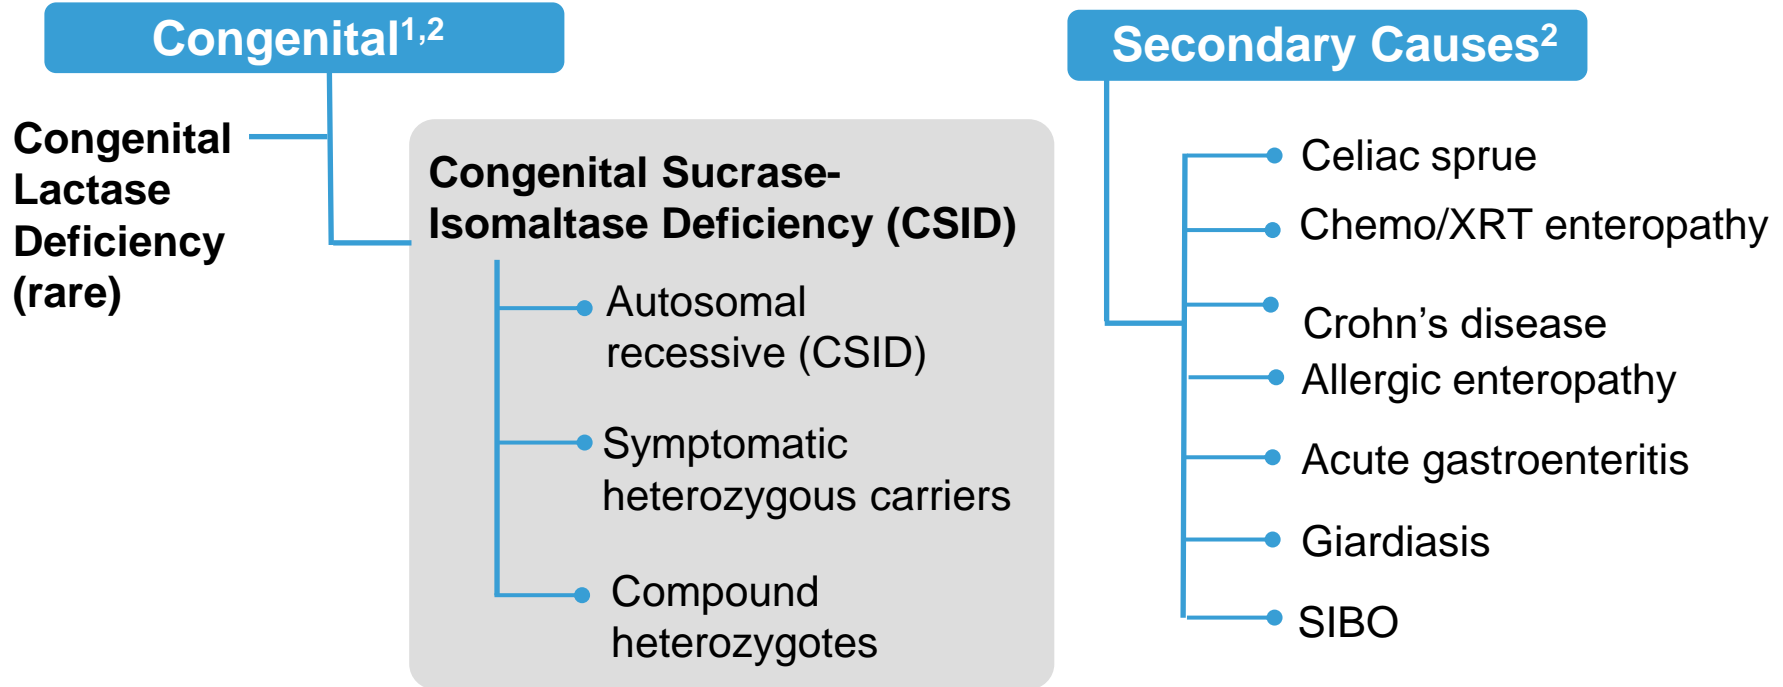 Congenital1,2
Congenital
Lactase
Deficiency
(rare)
Congenital Sucrase-
Isomaltase Deficiency (CSID)
Autosomal
recessive (CSID)
Symptomatic
heterozygous carriers
Compound
heterozygotes
Secondary Causes2
Celiac sprue
Chemo/XRT enteropathy
Crohn’s disease
Allergic enteropathy
Acute gastroenteritis
Giardiasis
SIBO